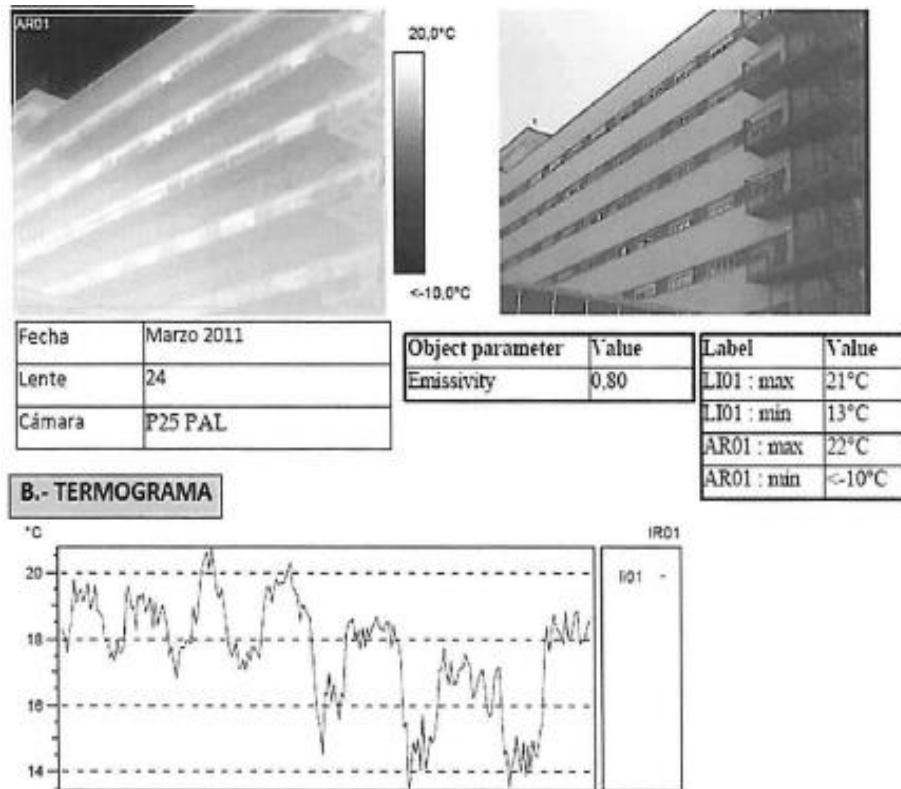 AR01
20,0°C
<-10,0°C
Fecha Marzo 2011
Lente 24
Cámara P25 PAL
Object parameter Value
Emissivity 0,80
Label Value
LI01 : max 21°C
LI01 : min 13°C
AR01 : max 22°C
AR01 : min <-10°C
B.- TERMOGRAMA
°C IR01
li01 -
20
18
16
14